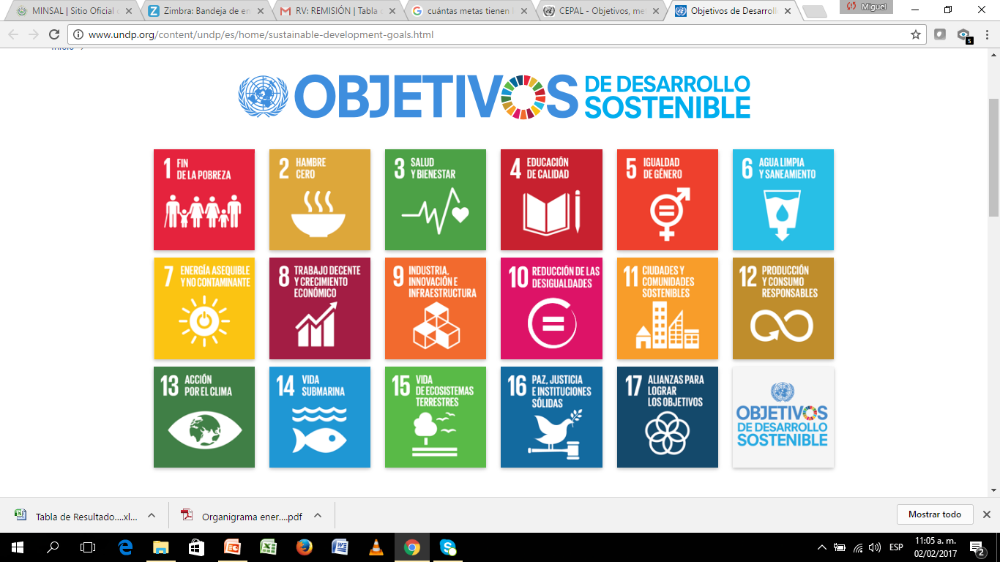 MINSAL | Sitio Oficial d
Zimbra: Bandeja de en
RV: REMISIÓN | Tabla d
cuántas metas tienen l
CEPAL - Objetivos, me
Objetivos de Desarroll
Miguel
www.undp.org/content/undp/es/home/sustainable-development-goals.html
5
Inicio
OBJETIVOS DE DESARROLLO
SOSTENIBLE
1 FIN
DE LA POBREZA
2 HAMBRE
CERO
3 SALUD
Y BIENESTAR
4 EDUCACIÓN
DE CALIDAD
5 IGUALDAD
DE GÉNERO
6 AGUA LIMPIA
Y SANEAMIENTO
7 ENERGÍA ASEQUIBLE
Y NO CONTAMINANTE
8 TRABAJO DECENTE
Y CRECIMIENTO
ECONÓMICO
9 INDUSTRIA,
INNOVACIÓN E
INFRAESTRUCTURA
10 REDUCCIÓN DE LAS
DESIGUALDADES
11 CIUDADES Y
COMUNIDADES
SOSTENIBLES
12 PRODUCCIÓN
Y CONSUMO
RESPONSABLES
13 ACCIÓN
POR EL CLIMA
14 VIDA
SUBMARINA
15 VIDA
DE ECOSISTEMAS
TERRESTRES
16 PAZ, JUSTICIA
E INSTITUCIONES
SÓLIDAS
17 ALIANZAS PARA
LOGRAR
LOS OBJETIVOS
OBJETIVOS
DE DESARROLLO
SOSTENIBLE
Tabla de Resultado....xl...
Organigrama ener....pdf
Mostrar todo
ESP
11:05 a. m.
02/02/2017
2